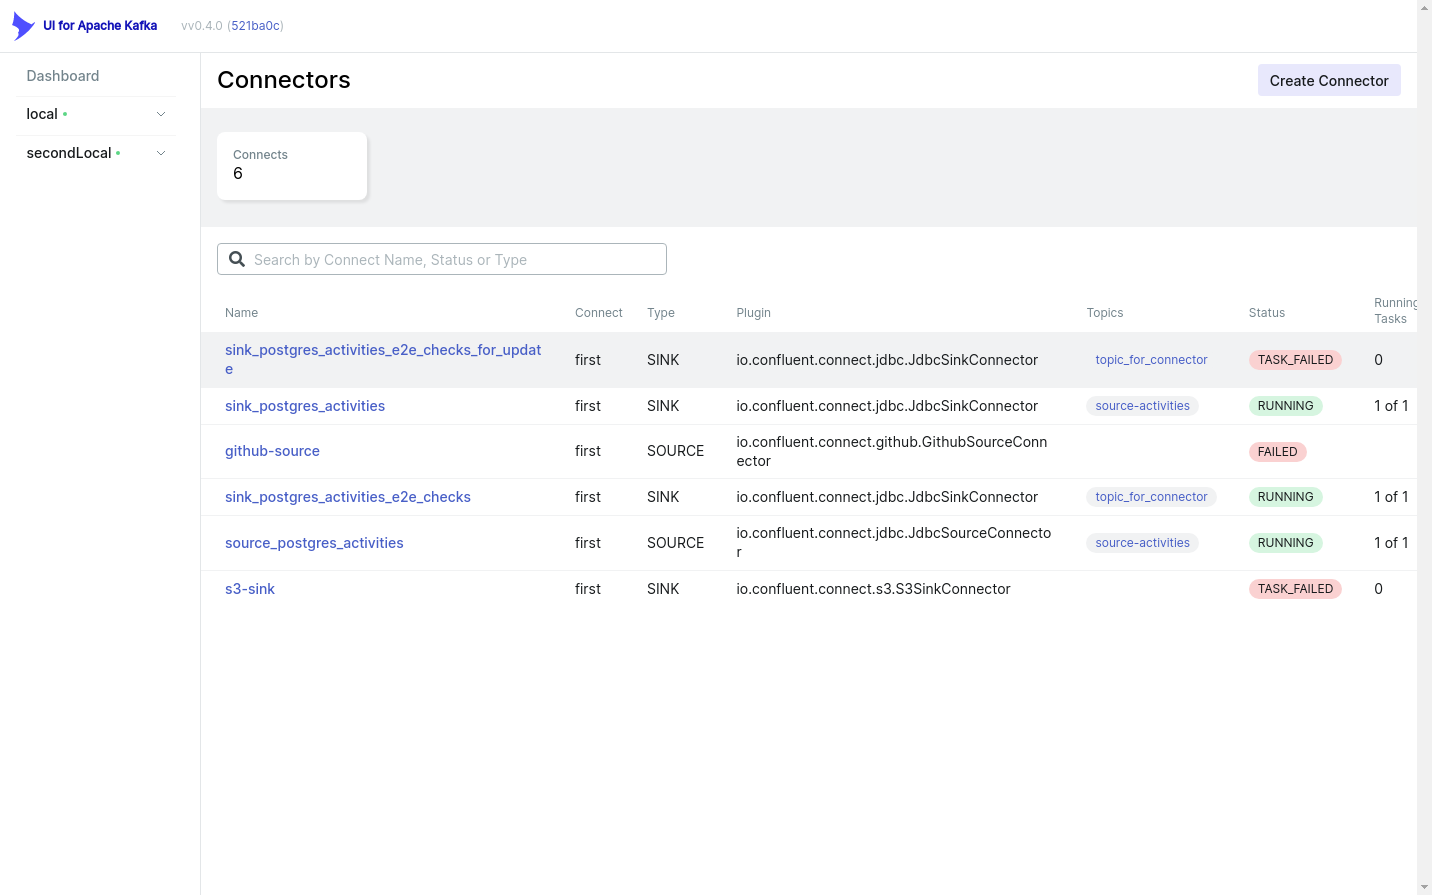 UI for Apache Kafka
vv0.4.0 (521ba0c)
Dashboard
local
secondLocal
Connectors
Create Connector
Connects
6
Search by Connect Name, Status or Type
Name Connect Type Plugin Topics Status Running Tasks
sink_postgres_activities_e2e_checks_for_updat
e
first SINK io.confluent.connect.jdbc.JdbcSinkConnector topic_for_connector TASK_FAILED 0
sink_postgres_activities first SINK io.confluent.connect.jdbc.JdbcSinkConnector source-activities RUNNING 1 of 1
github-source first SOURCE io.confluent.connect.github.GithubSourceConn
ector
FAILED
sink_postgres_activities_e2e_checks first SINK io.confluent.connect.jdbc.JdbcSinkConnector topic_for_connector RUNNING 1 of 1
source_postgres_activities first SOURCE io.confluent.connect.jdbc.JdbcSourceConnecto
r
source-activities RUNNING 1 of 1
s3-sink first SINK io.confluent.connect.s3.S3SinkConnector TASK_FAILED 0